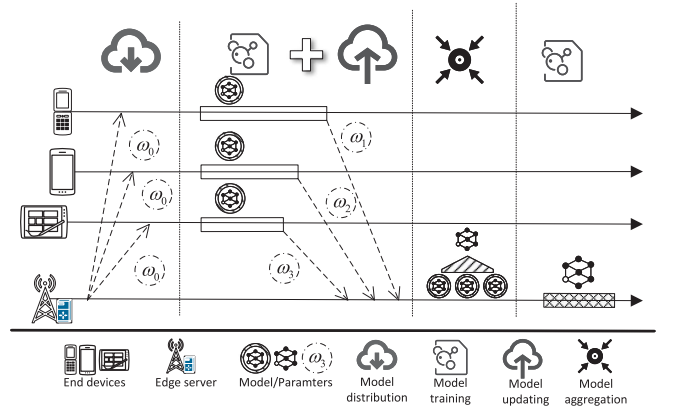 ω0
ω1
ω0
ω2
ω0
ω3
ω3
End devices
Edge server
Model/Paramters
Model
distribution
Model
training
Model
updating
Model
aggregation